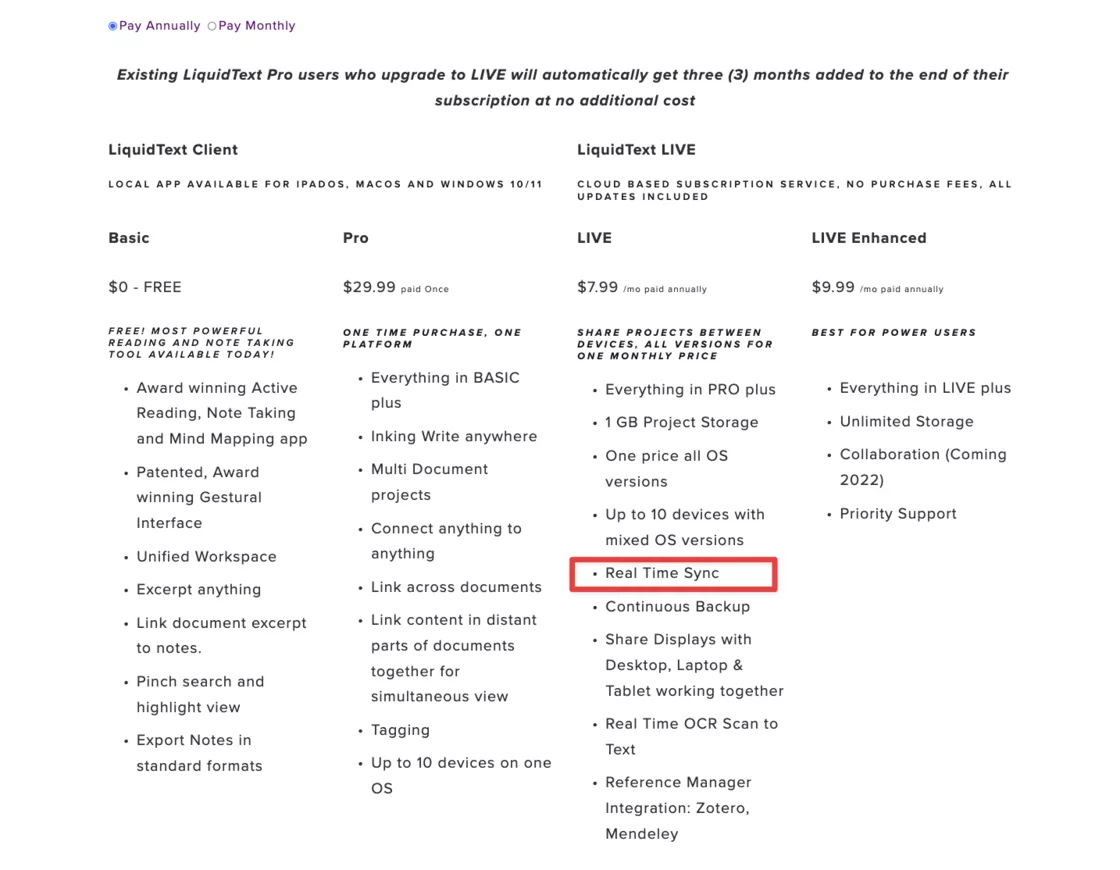 Pay Annually Pay Monthly
Existing LiquidText Pro users who upgrade to LIVE will automatically get three (3) months added to the end of their
subscription at no additional cost
LiquidText Client
LOCAL APP AVAILABLE FOR IPADOS, MACOS AND WINDOWS 10/11
LiquidText LIVE
CLOUD BASED SUBSCRIPTION SERVICE, NO PURCHASE FEES, ALL
UPDATES INCLUDED
Basic
$0 - FREE
FREE! MOST POWERFUL
READING AND NOTE TAKING
TOOL AVAILABLE TODAY!
• Award winning Active
Reading, Note Taking
and Mind Mapping app
• Patented, Award
winning Gestural
Interface
• Unified Workspace
• Excerpt anything
• Link document excerpt
to notes.
• Pinch search and
highlight view
• Export Notes in
standard formats
Pro
$29.99 paid Once
ONE TIME PURCHASE, ONE
PLATFORM
• Everything in BASIC
plus
• Inking Write anywhere
• Multi Document
projects
• Connect anything to
anything
• Link across documents
• Link content in distant
parts of documents
together for
simultaneous view
• Tagging
• Up to 10 devices on one
OS
LIVE
$7.99 /mo paid annually
SHARE PROJECTS BETWEEN
DEVICES, ALL VERSIONS FOR
ONE MONTHLY PRICE
• Everything in PRO plus
• 1 GB Project Storage
• One price all OS
versions
• Up to 10 devices with
mixed OS versions
• Real Time Sync
• Continuous Backup
• Share Displays with
Desktop, Laptop &
Tablet working together
• Real Time OCR Scan to
Text
• Reference Manager
Integration: Zotero,
Mendeley
LIVE Enhanced
$9.99 /mo paid annually
BEST FOR POWER USERS
• Everything in LIVE plus
• Unlimited Storage
• Collaboration (Coming
2022)
• Priority Support